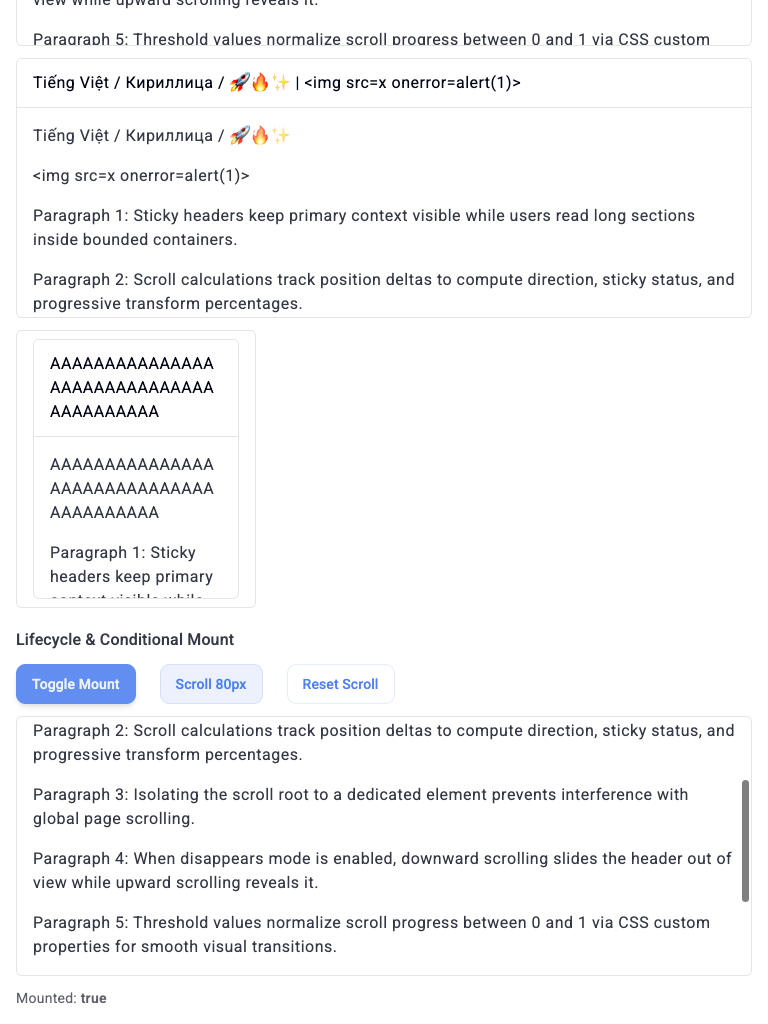 view while upward scrolling reveals it.
Paragraph 5: Threshold values normalize scroll progress between 0 and 1 via CSS custom
Tiếng Việt / Кириллица / 🚀🔥✨ | <img src=x onerror=alert(1)>
Tiếng Việt / Кириллица / 🚀🔥✨
<img src=x onerror=alert(1)>
Paragraph 1: Sticky headers keep primary context visible while users read long sections
inside bounded containers.
Paragraph 2: Scroll calculations track position deltas to compute direction, sticky status, and
progressive transform percentages.
AAAAAAAAAAAAAAA
AAAAAAAAAAAAAAA
AAAAAAAAAA
AAAAAAAAAAAAAAA
AAAAAAAAAAAAAAA
AAAAAAAAAA
Paragraph 1: Sticky
headers keep primary
context visible while
Lifecycle & Conditional Mount
Toggle Mount
Scroll 80px
Reset Scroll
Paragraph 2: Scroll calculations track position deltas to compute direction, sticky status, and
progressive transform percentages.
Paragraph 3: Isolating the scroll root to a dedicated element prevents interference with
global page scrolling.
Paragraph 4: When disappears mode is enabled, downward scrolling slides the header out of
view while upward scrolling reveals it.
Paragraph 5: Threshold values normalize scroll progress between 0 and 1 via CSS custom
properties for smooth visual transitions.
Mounted: true